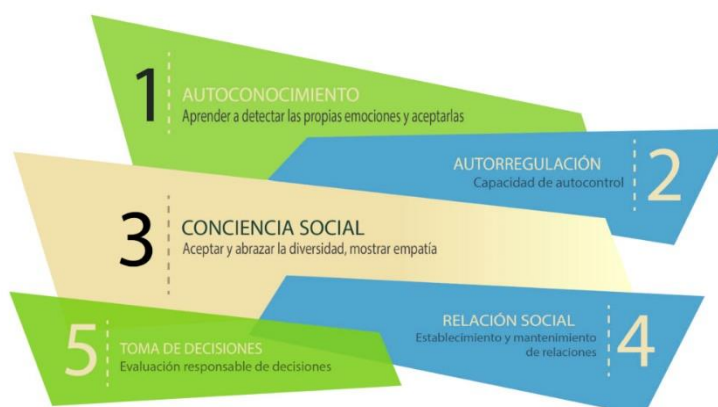 1
AUTOCONOCIMIENTO
Aprender a detectar las propias emociones y aceptarlas
2
AUTORREGULACIÓN
Capacidad de autocontrol
3
CONCIENCIA SOCIAL
Aceptar y abrazar la diversidad, mostrar empatía
4
RELACIÓN SOCIAL
Establecimiento y mantenimiento
de relaciones
5
TOMA DE DECISIONES
Evaluación responsable de decisiones